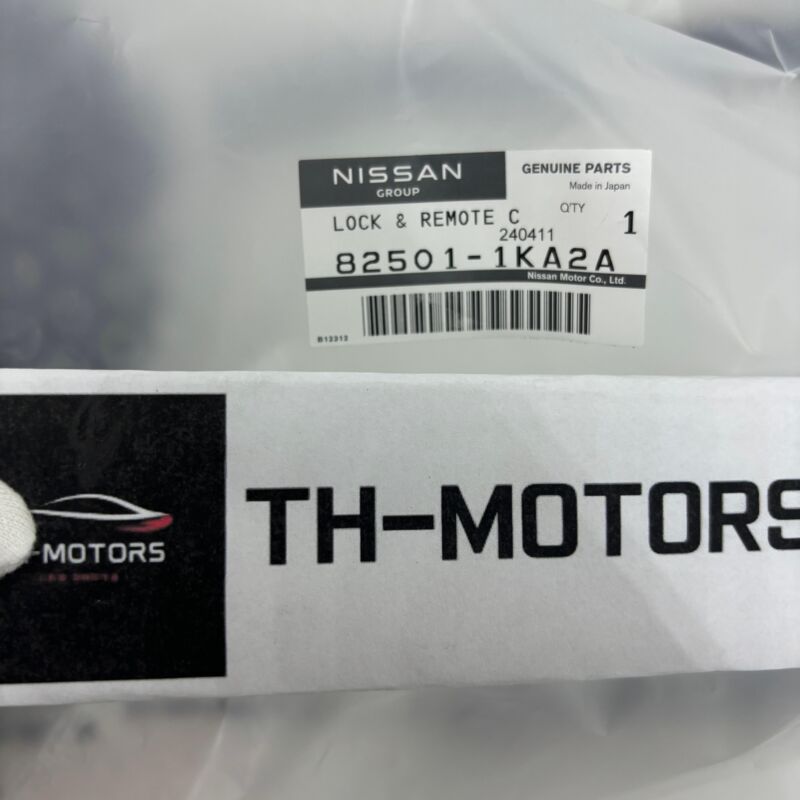 NISSAN
GROUP
GENUINE PARTS
Made in Japan
LOCK & REMOTE C
Q'TY
1
240411
82501-1KA2A
Nissan Motor Co., Ltd.
B13313
-MOTORS
TH-MOTORS